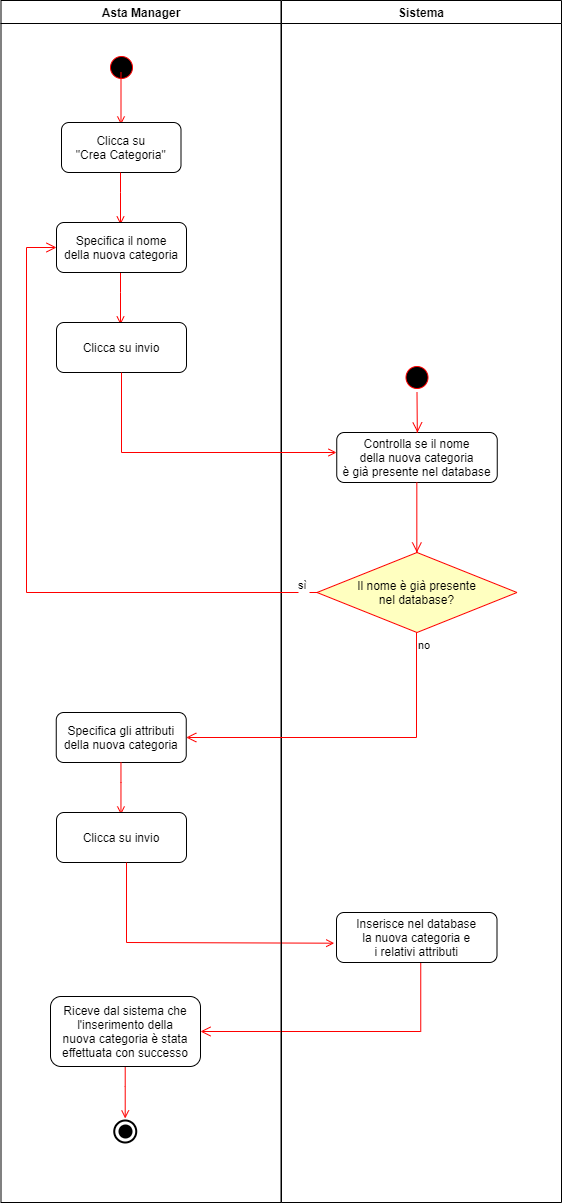 Asta Manager
Sistema
Clicca su
"Crea Categoria"
Specifica il nome
della nuova categoria
Clicca su invio
Controlla se il nome
della nuova categoria
è già presente nel database
Il nome è già presente
nel database?
sì
no
Specifica gli attributi
della nuova categoria
Clicca su invio
Inserisce nel database
la nuova categoria e
i relativi attributi
Riceve dal sistema che
l'inserimento della
nuova categoria è stata
effettuata con successo